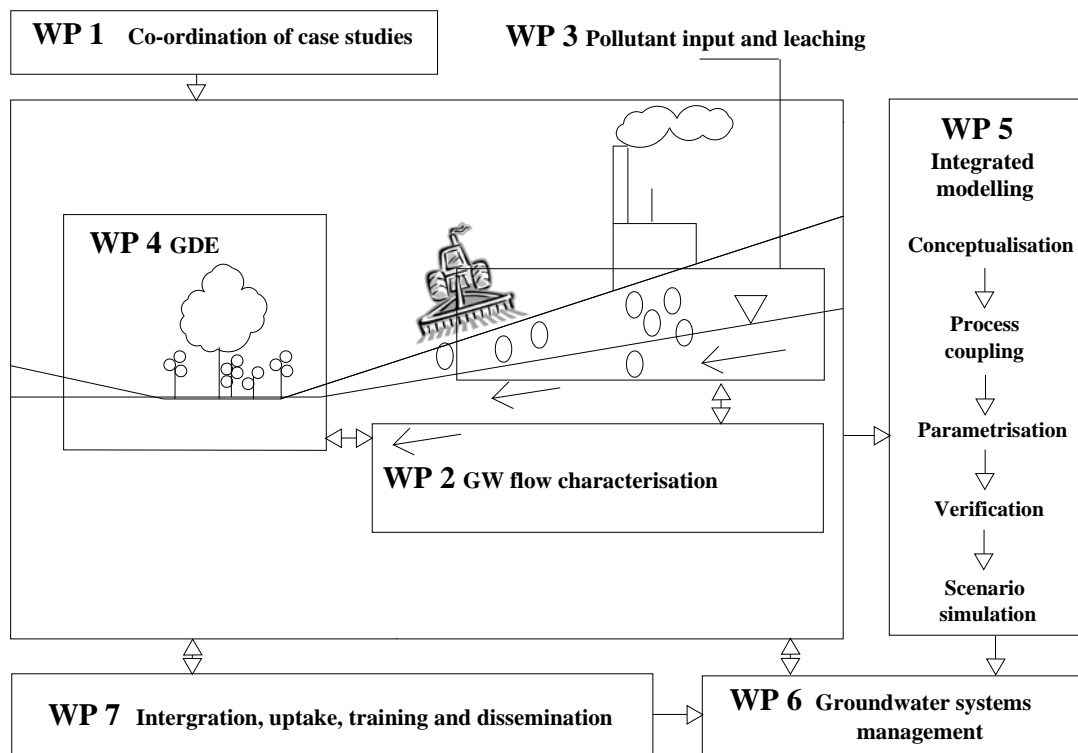 WP 1 Co-ordination of case studies
WP 3 Pollutant input and leaching
WP 4 GDE
WP 2 GW flow characterisation
WP 5
Integrated
modelling
Conceptualisation
Process
coupling
Parametrisation
Verification
Scenario
simulation
WP 7 Intergration, uptake, training and dissemination
WP 6 Groundwater systems
management